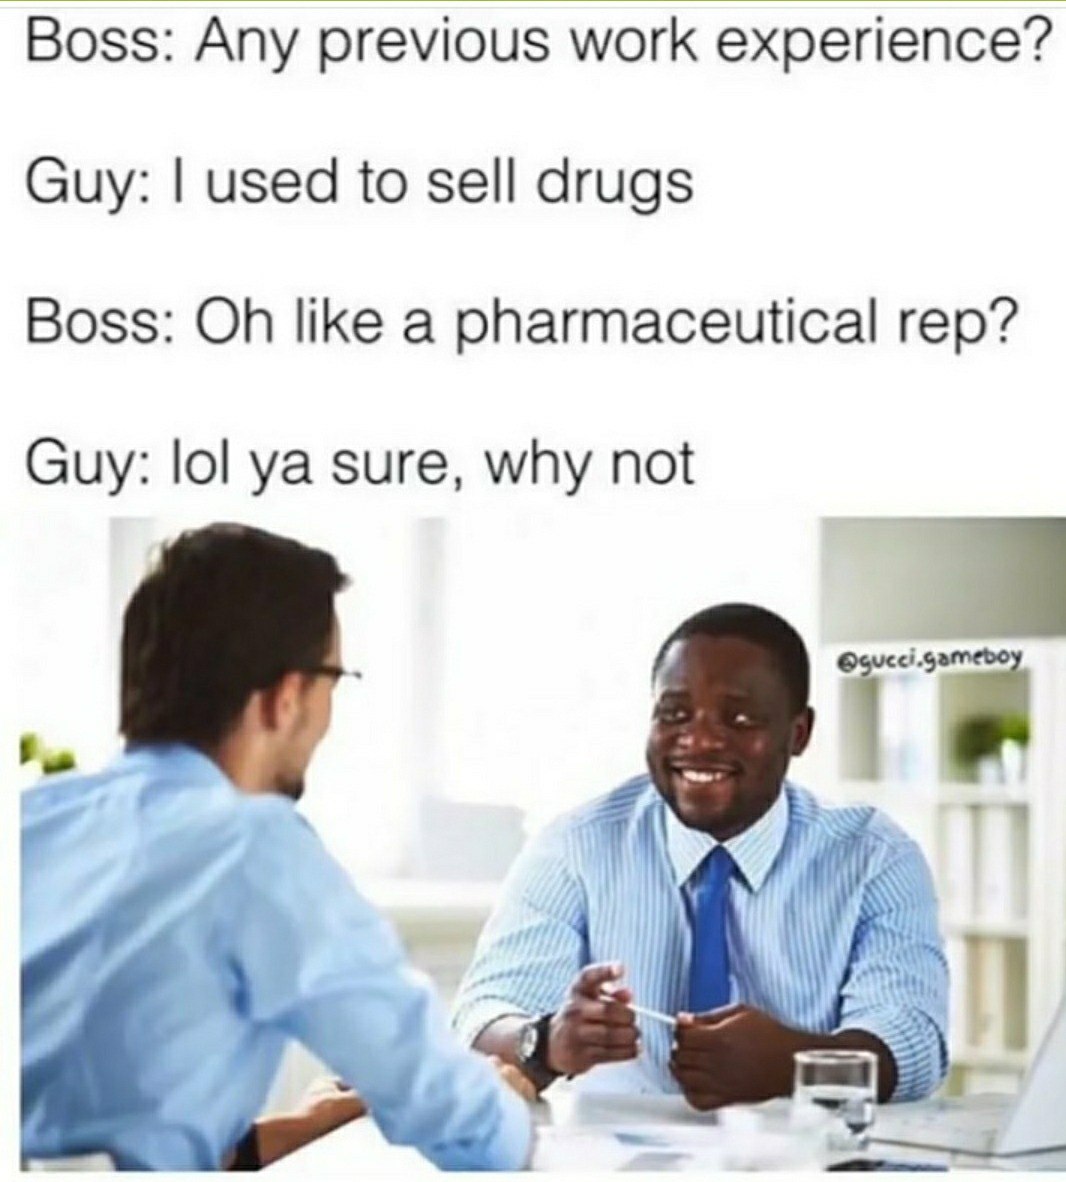 Boss: Any previous work experience?
Guy: I used to sell drugs
Boss: Oh like a pharmaceutical rep?
Guy: lol ya sure, why not
@gucci.gameboy